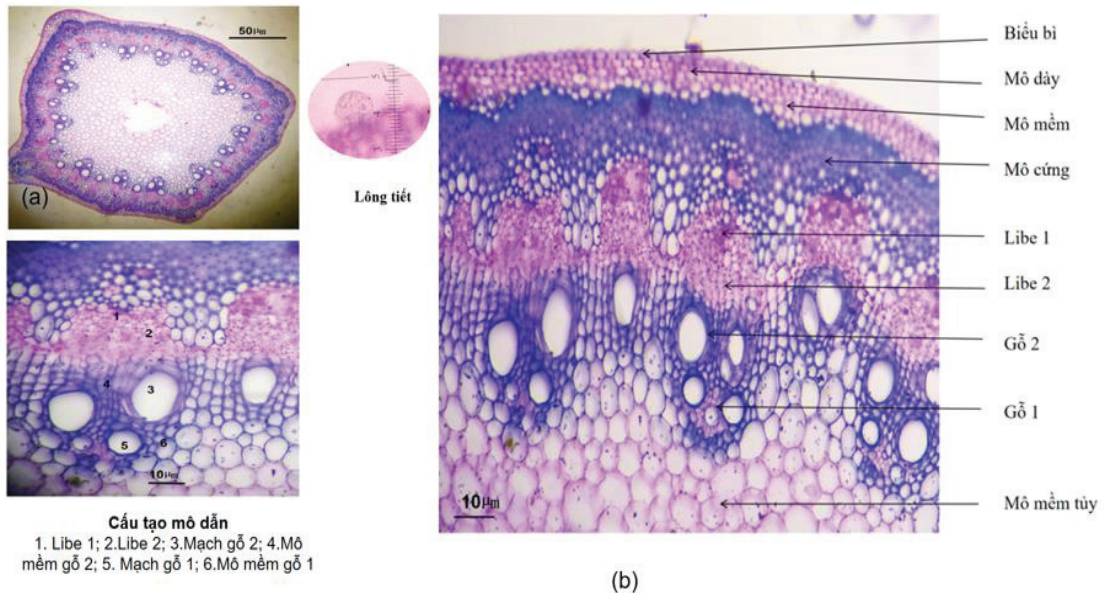 50μm
(a)
Lông tiết
1
2
3
4
5
6
10μm
Cấu tạo mô dẫn
1. Libe 1; 2.Libe 2; 3.Mạch gỗ 2; 4.Mô
mềm gỗ 2; 5. Mạch gỗ 1; 6.Mô mềm gỗ 1
Biểu bì
Mô dày
Mô mềm
Mô cứng
Libe 1
Libe 2
Gỗ 2
Gỗ 1
Mô mềm tủy
10μm
(b)